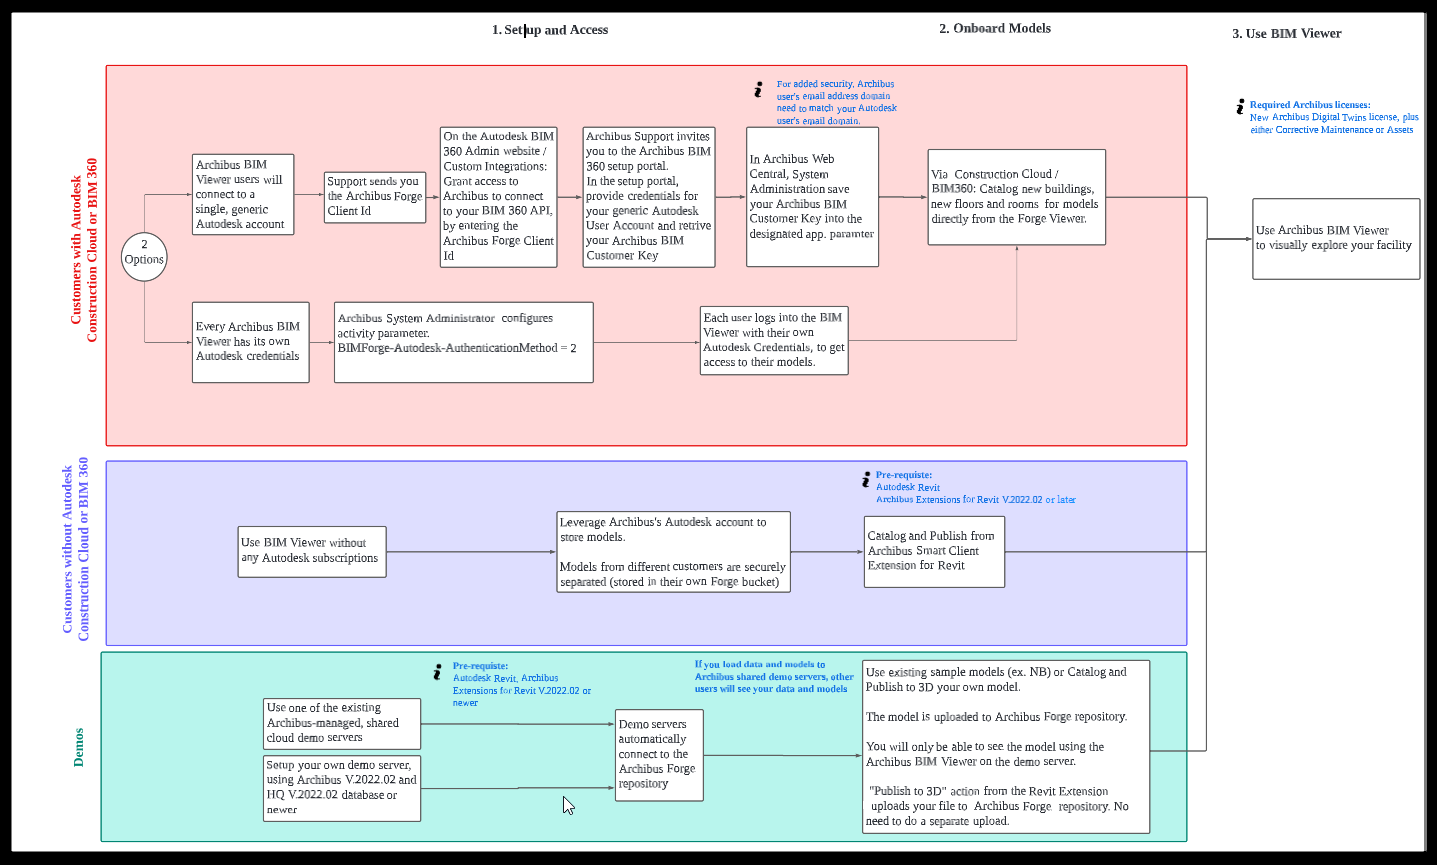 1. Setup and Access
2. Onboard Models
3. Use BIM Viewer
Required Archibus licenses:
New Archibus Digital Twins license, plus
either Corrective Maintenance or Assets
Customers with Autodesk
Construction Cloud or BIM 360
For added security, Archibus
user's email address domain
need to match your Autodesk
user's email domain.
2
Options
Archibus BIM
Viewer users will
connect to a
single, generic
Autodesk account
Support sends you
the Archibus Forge
Client Id
On the Autodesk BIM
360 Admin website /
Custom Integrations:
Grant access to
Archibus to connect
to your BIM 360 API,
by entering the
Archibus Forge Client
Id
Archibus Support invites
you to the Archibus BIM
360 setup portal.
In the setup portal,
provide credentials for
your generic Autodesk
User Account and retrive
your Archibus BIM
Customer Key
In Archibus Web
Central, System
Administration save
your Archibus BIM
Customer Key into the
designated app. paramter
Via Construction Cloud /
BIM360: Catalog new buildings,
new floors and rooms for models
directly from the Forge Viewer.
Use Archibus BIM Viewer
to visually explore your facility
Every Archibus BIM
Viewer has its own
Autodesk credentials
Archibus System Administrator configures
activity parameter.
BIMForge-Autodesk-AuthenticationMethod = 2
Each user logs into the BIM
Viewer with their own
Autodesk Credentials, to get
access to their models.
Customers without Autodesk
Construction Cloud or BIM 360
Pre-requiste:
Autodesk Revit
Archibus Extensions for Revit V.2022.02 or later
Use BIM Viewer without
any Autodesk subscriptions
Leverage Archibus's Autodesk account to
store models.
Models from different customers are securely
separated (stored in their own Forge bucket)
Catalog and Publish from
Archibus Smart Client
Extension for Revit
Demos
Pre-requiste:
Autodesk Revit, Archibus
Extensions for Revit V.2022.02 or
newer
If you load data and models to
Archibus shared demo servers, other
users will see your data and models
Use one of the existing
Archibus-managed, shared
cloud demo servers
Setup your own demo server,
using Archibus V.2022.02 and
HQ V.2022.02 database or
newer
Demo servers
automatically
connect to the
Archibus Forge
repository
Use existing sample models (ex. NB) or Catalog and
Publish to 3D your own model.
The model is uploaded to Archibus Forge repository.
You will only be able to see the model using the
Archibus BIM Viewer on the demo server.
"Publish to 3D" action from the Revit Extension
uploads your file to Archibus Forge repository. No
need to do a separate upload.